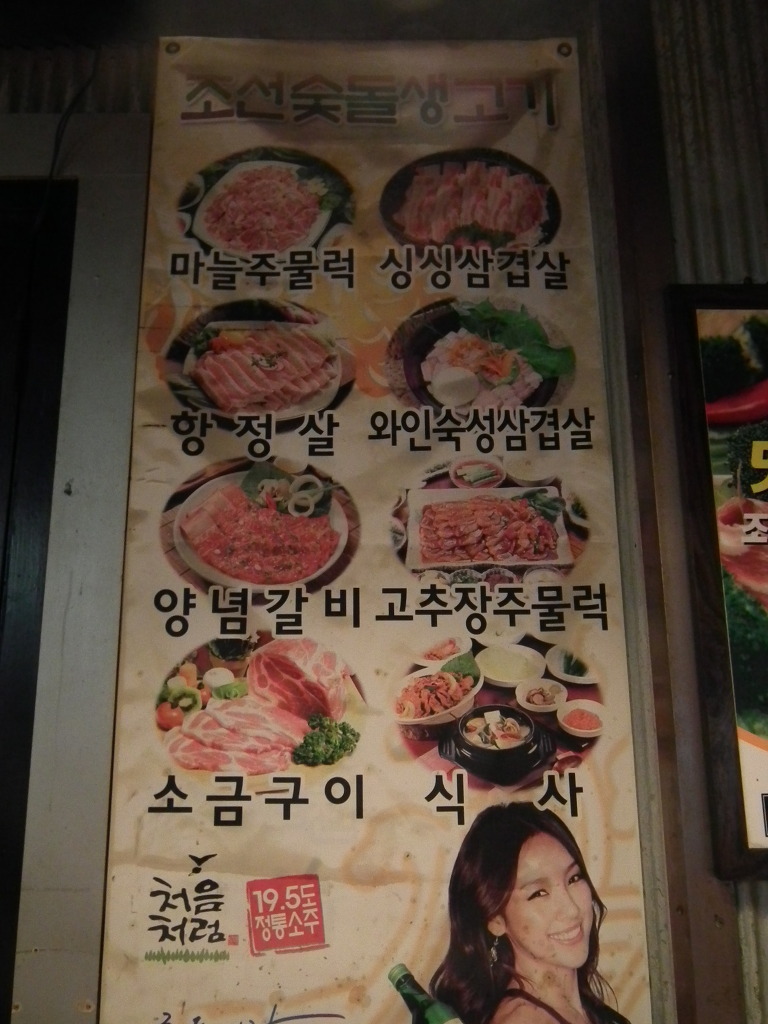 조선숯돌생고기
마늘주물럭 싱싱삼겹살
항정살 와인숙성삼겹살
양념갈비 고추장주물럭
소금구이 식사
처음
처럼
19.5도
정통소주